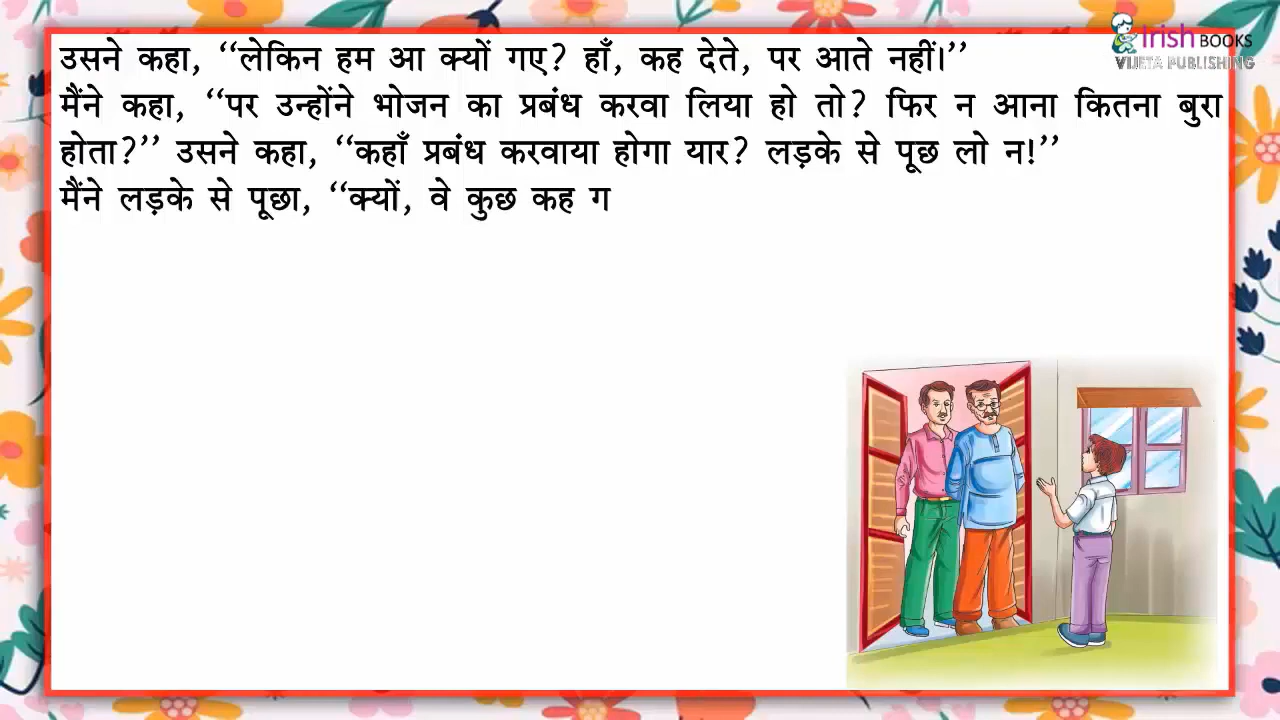 Irish BOOKS
VIJETA PUBLISHING
उसने कहा, ‘‘लेकिन हम आ क्यों गए? हाँ, कह देते, पर आते नहीं।’’
मैंने कहा, ‘‘पर उन्होंने भोजन का प्रबंध करवा लिया हो तो? फिर न आना कितना बुरा
होता?’’ उसने कहा, ‘‘कहाँ प्रबंध करवाया होगा यार? लड़के से पूछ लो न!’’
मैंने लड़के से पूछा, ‘‘क्यों, वे कुछ कह ग